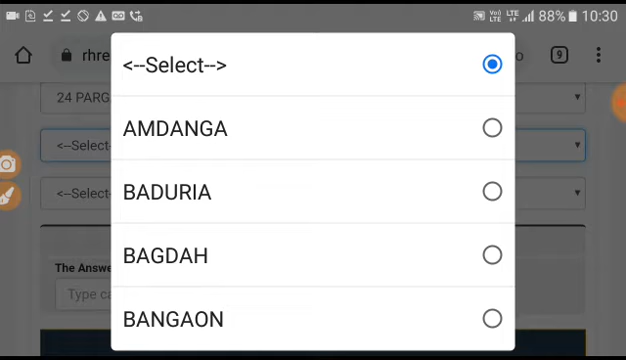 88% 10:30
rhre
o
9
<--Select-->
24 PARG
AMDANGA
<--Select
BADURIA
<--Select
BAGDAH
The Answe
Type ca
BANGAON